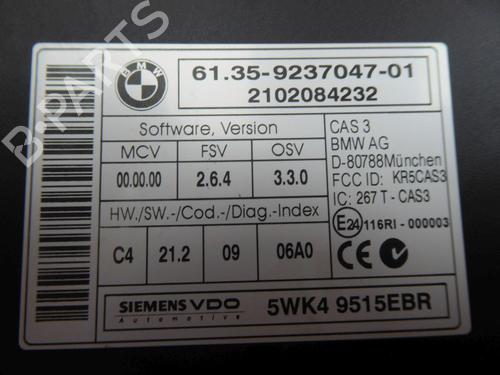 B-PARTS
BMW
61.35-9237047-01
2102084232
Software, Version
MCV FSV OSV
00.00.00 2.6.4 3.3.0
HW./SW.-/Cod.-/Diag.-Index
C4 21.2 09 06A0
CAS 3
BMW AG
D-80788München
FCC ID: KR5CAS3
IC: 267 T - CAS3
E24 116RI - 000003
CE
SIEMENS VDO
Automotive
5WK4 9515EBR